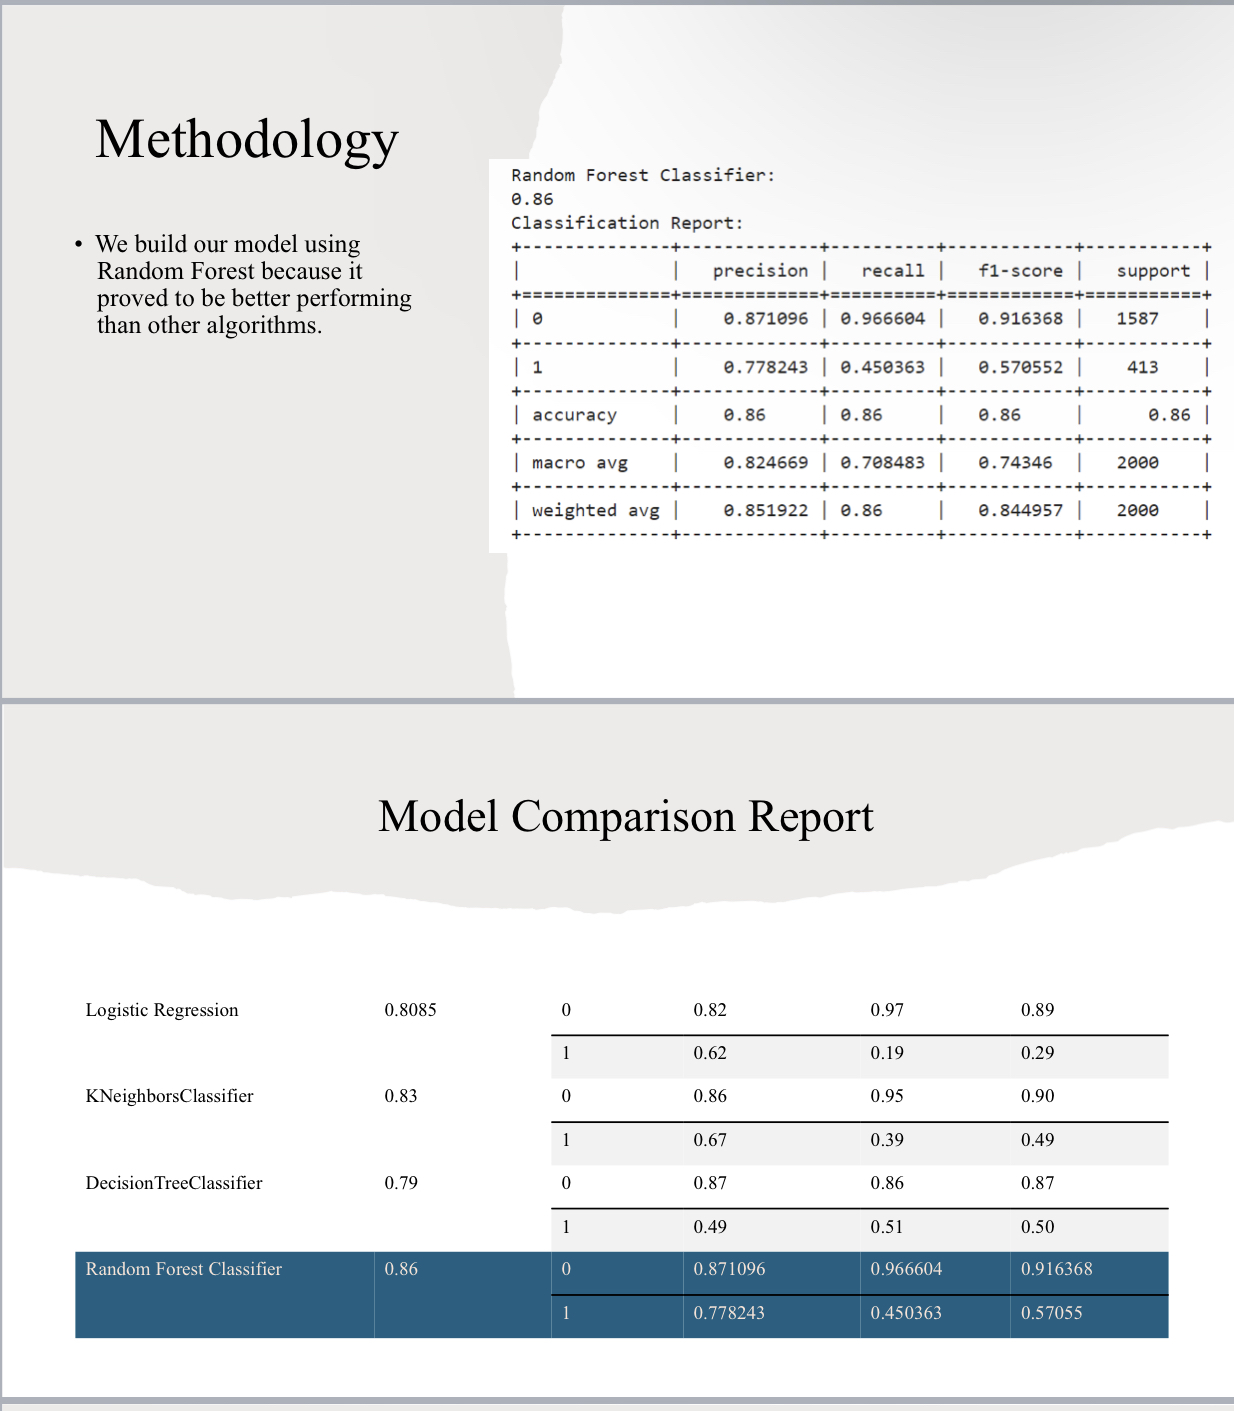 Methodology
• We build our model using
Random Forest because it
proved to be better performing
than other algorithms.
Random Forest Classifier:
0.86
Classification Report:
+--------------+-------------+----------+------------+-----------+
|              |   precision |   recall |   f1-score |   support |
+==============+=============+==========+============+===========+
| 0            |    0.871096 | 0.966604 |   0.916368 |   1587    |
+--------------+-------------+----------+------------+-----------+
| 1            |    0.778243 | 0.450363 |   0.570552 |    413    |
+--------------+-------------+----------+------------+-----------+
| accuracy     |    0.86     | 0.86     |   0.86     |      0.86 |
+--------------+-------------+----------+------------+-----------+
| macro avg    |    0.824669 | 0.708483 |   0.74346  |   2000    |
+--------------+-------------+----------+------------+-----------+
| weighted avg |    0.851922 | 0.86     |   0.844957 |   2000    |
+--------------+-------------+----------+------------+-----------+
Model Comparison Report
Logistic Regression 0.8085 0 0.82 0.97 0.89
1 0.62 0.19 0.29
KNeighborsClassifier 0.83 0 0.86 0.95 0.90
1 0.67 0.39 0.49
DecisionTreeClassifier 0.79 0 0.87 0.86 0.87
1 0.49 0.51 0.50
Random Forest Classifier 0.86 0 0.871096 0.966604 0.916368
1 0.778243 0.450363 0.57055